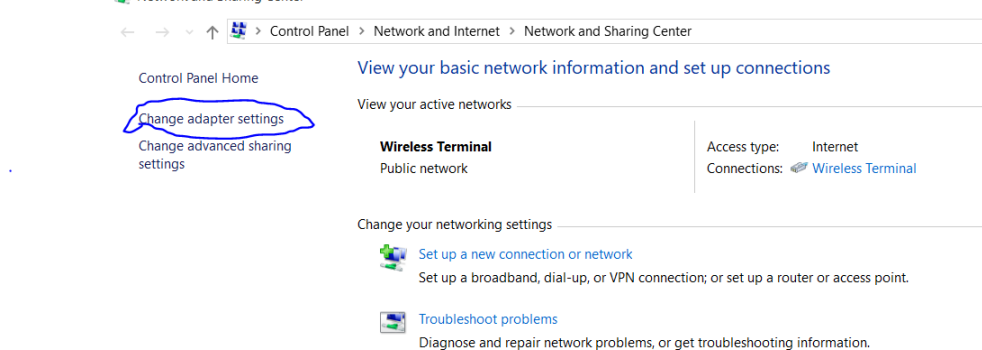 Network and Sharing Center
Control Panel > Network and Internet > Network and Sharing Center
Control Panel Home
Change adapter settings
Change advanced sharing
settings
View your basic network information and set up connections
View your active networks
Wireless Terminal
Public network
Access type: Internet
Connections: Wireless Terminal
Change your networking settings
Set up a new connection or network
Set up a broadband, dial-up, or VPN connection; or set up a router or access point.
Troubleshoot problems
Diagnose and repair network problems, or get troubleshooting information.